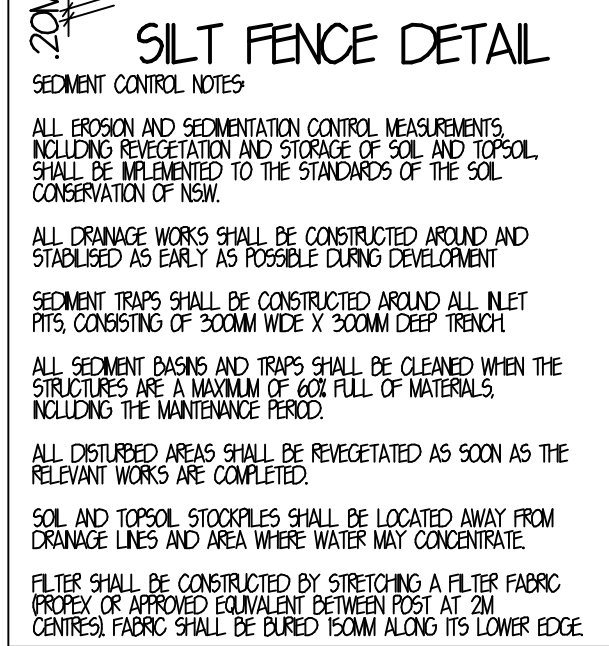 .20M
SILT FENCE DETAIL
SEDIMENT CONTROL NOTES:
ALL EROSION AND SEDIMENTATION CONTROL MEASUREMENTS,
INCLUDING REVEGETATION AND STORAGE OF SOIL AND TOPSOIL,
SHALL BE IMPLEMENTED TO THE STANDARDS OF THE SOIL
CONSERVATION OF N.S.W.
ALL DRAINAGE WORKS SHALL BE CONSTRUCTED AROUND AND
STABILISED AS EARLY AS POSSIBLE DURING DEVELOPMENT
SEDIMENT TRAPS SHALL BE CONSTRUCTED AROUND ALL INLET
PITS, CONSISTING OF 300MM WIDE X 300MM DEEP TRENCH.
ALL SEDIMENT BASINS AND TRAPS SHALL BE CLEANED WHEN THE
STRUCTURES ARE A MAXIMUM OF 60% FULL OF MATERIALS,
INCLUDING THE MAINTENANCE PERIOD.
ALL DISTURBED AREAS SHALL BE REVEGETATED AS SOON AS THE
RELEVANT WORKS ARE COMPLETED.
SOIL AND TOPSOIL STOCKPILES SHALL BE LOCATED AWAY FROM
DRAINAGE LINES AND AREA WHERE WATER MAY CONCENTRATE.
FILTER SHALL BE CONSTRUCTED BY STRETCHING A FILTER FABRIC
(PROPEX OR APPROVED EQUIVALENT BETWEEN POST AT 2M
CENTRES). FABRIC SHALL BE BURIED 150MM ALONG ITS LOWER EDGE.